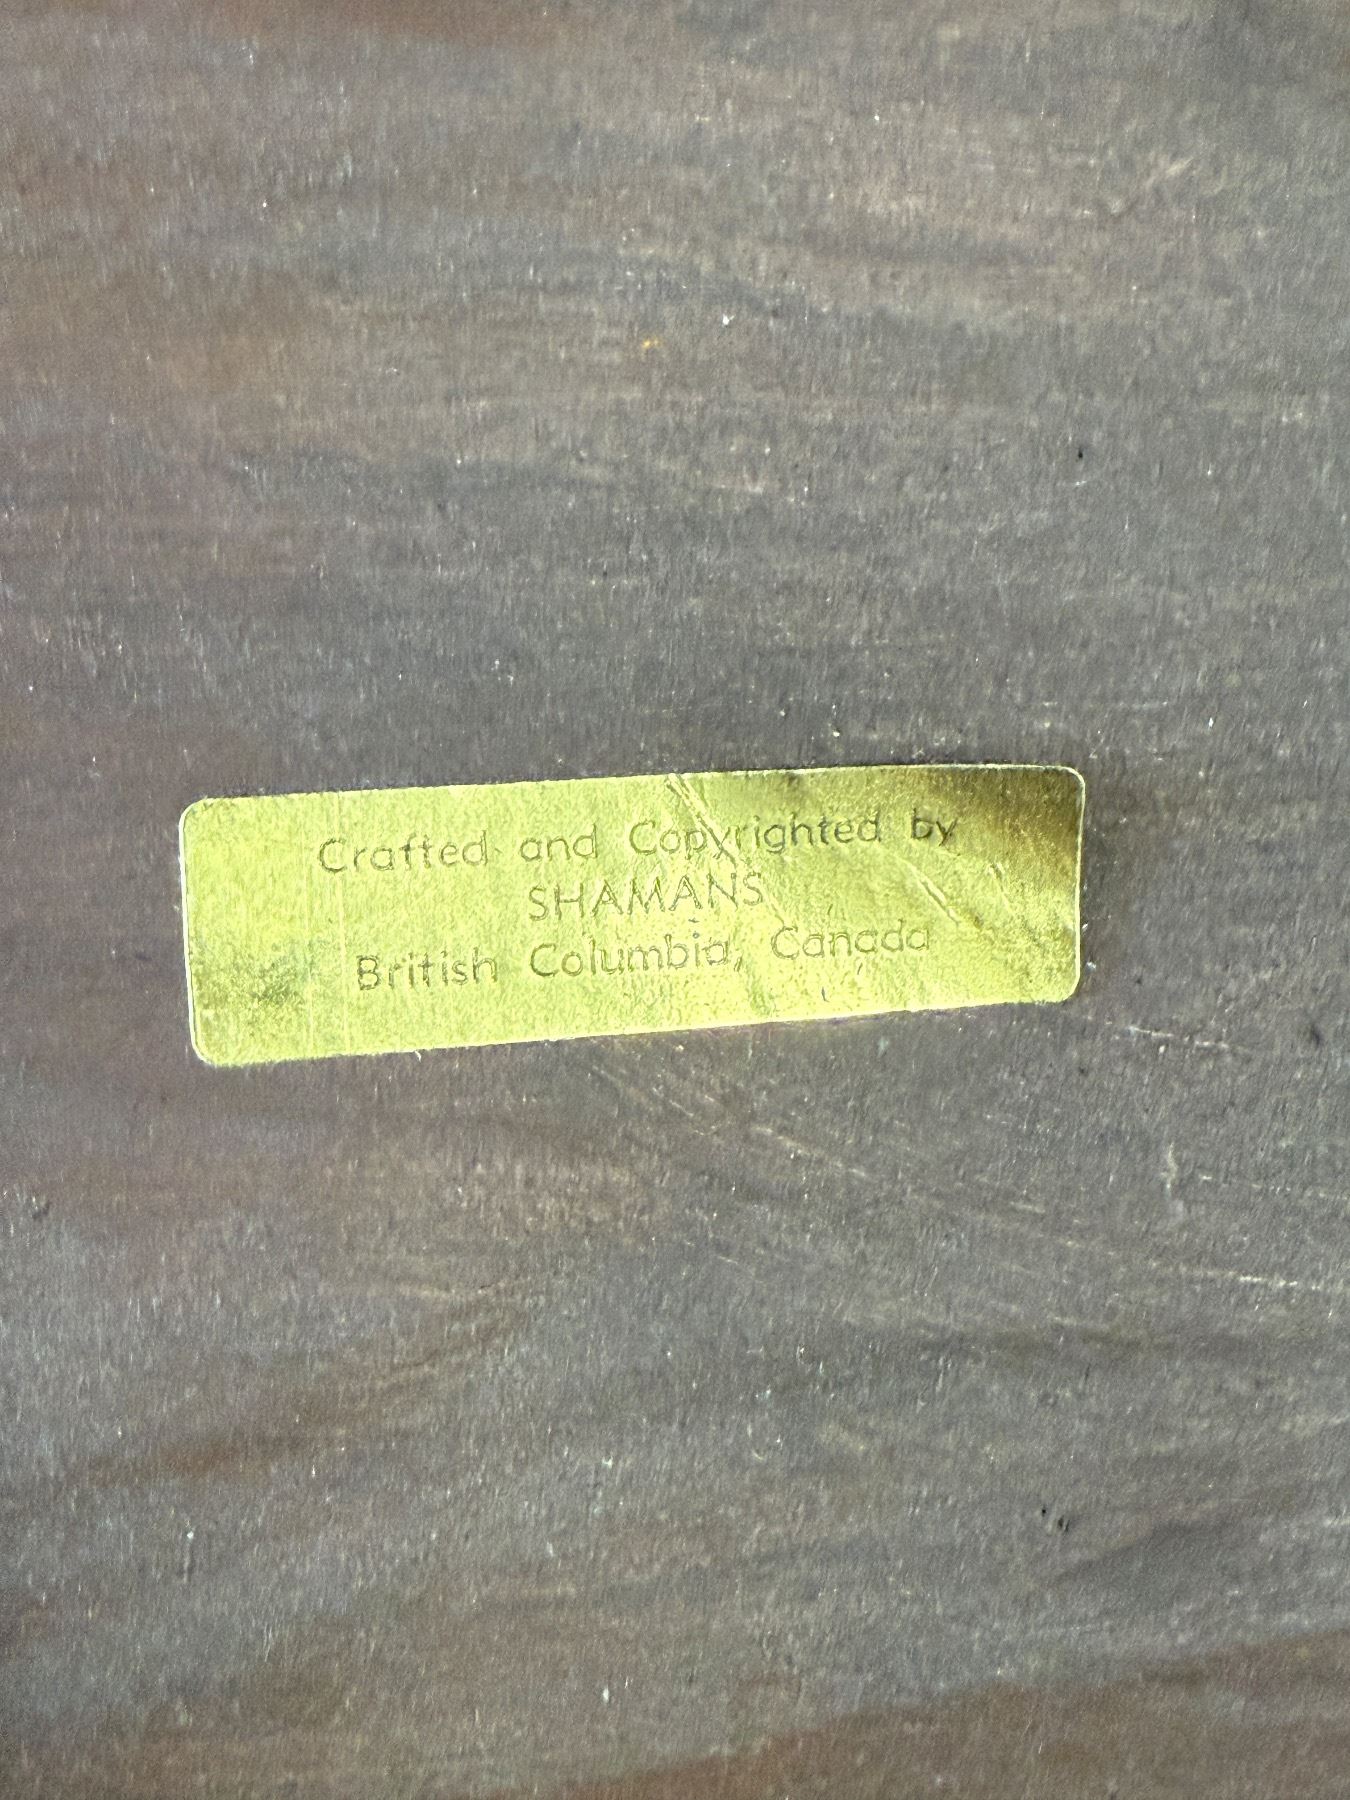 Crafted and Copyrighted by
SHAMANS
British Columbia, Canada